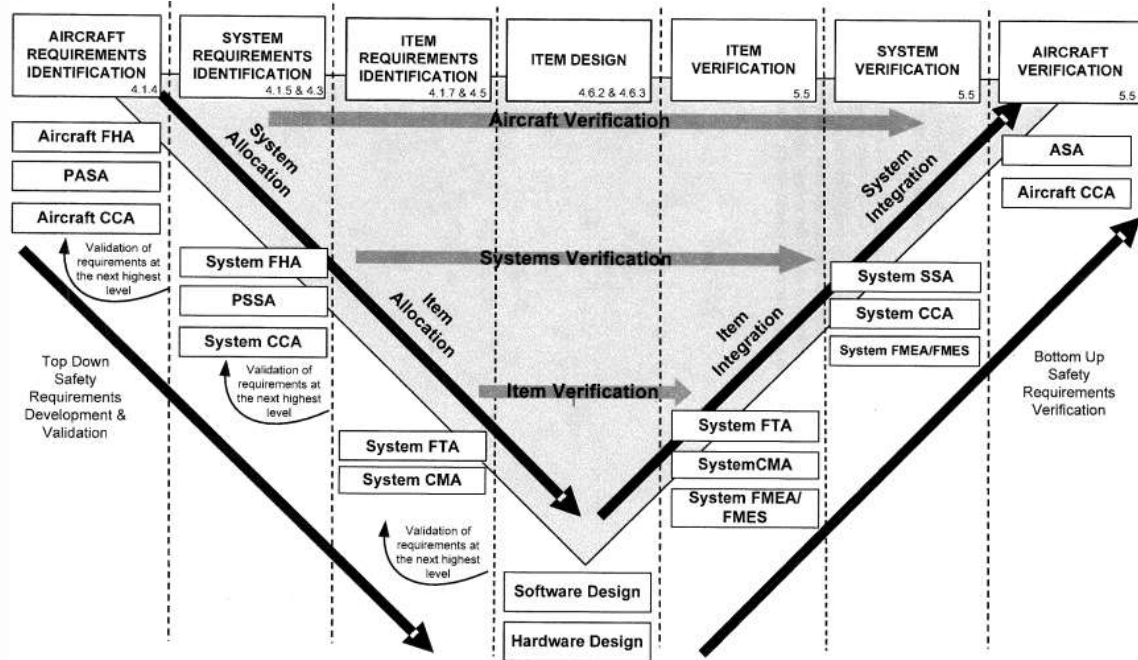 AIRCRAFT
REQUIREMENTS
IDENTIFICATION
4.1.4
SYSTEM
REQUIREMENTS
IDENTIFICATION
4.1.5 & 4.3
ITEM
REQUIREMENTS
IDENTIFICATION
4.1.7 & 4.5
ITEM DESIGN
4.6.2 & 4.6.3
ITEM
VERIFICATION
5.5
SYSTEM
VERIFICATION
5.5
AIRCRAFT
VERIFICATION
5.5
Aircraft FHA
PASA
Aircraft CCA
Validation of
requirements at
the next highest
level
Top Down
Safety
Requirements
Development &
Validation
System FHA
PSSA
System CCA
Validation of
requirements at
the next highest
level
System
Allocation
Item
Allocation
System FTA
System CMA
Validation of
requirements at
the next highest
level
Aircraft Verification
Systems Verification
Item Verification
Software Design
Hardware Design
Item
Integration
System
Integration
System FTA
SystemCMA
System FMEA/
FMES
System SSA
System CCA
System FMEA/FMES
ASA
Aircraft CCA
Bottom Up
Safety
Requirements
Verification